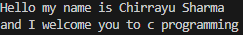 Hello my name is Chirrayu Sharma
and I welcome you to c programming